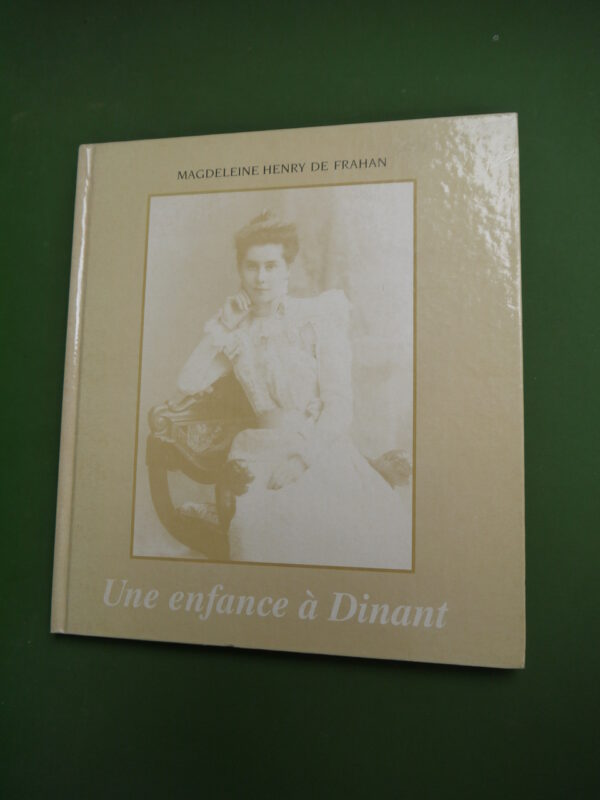 MAGDELEINE HENRY DE FRAHAN
Une enfance à Dinant